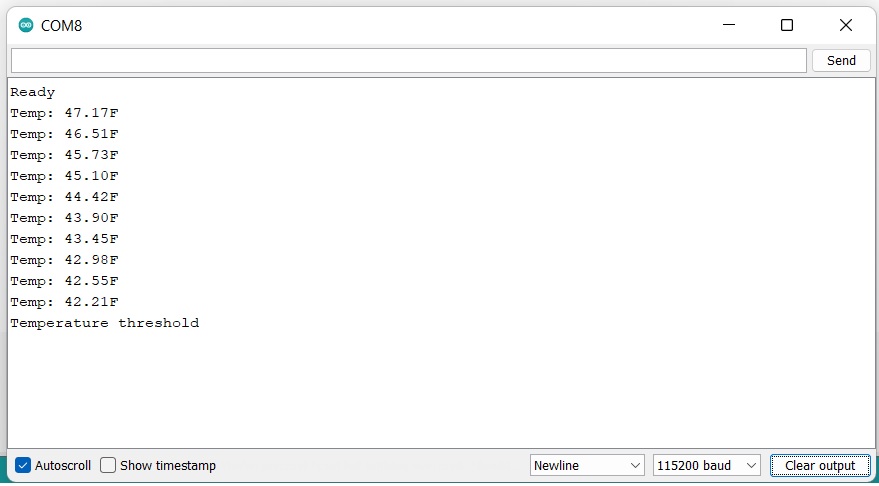 COM8
Send
Ready
Temp: 47.17F
Temp: 46.51F
Temp: 45.73F
Temp: 45.10F
Temp: 44.42F
Temp: 43.90F
Temp: 43.45F
Temp: 42.98F
Temp: 42.55F
Temp: 42.21F
Temperature threshold
Autoscroll Show timestamp Newline 115200 baud Clear output